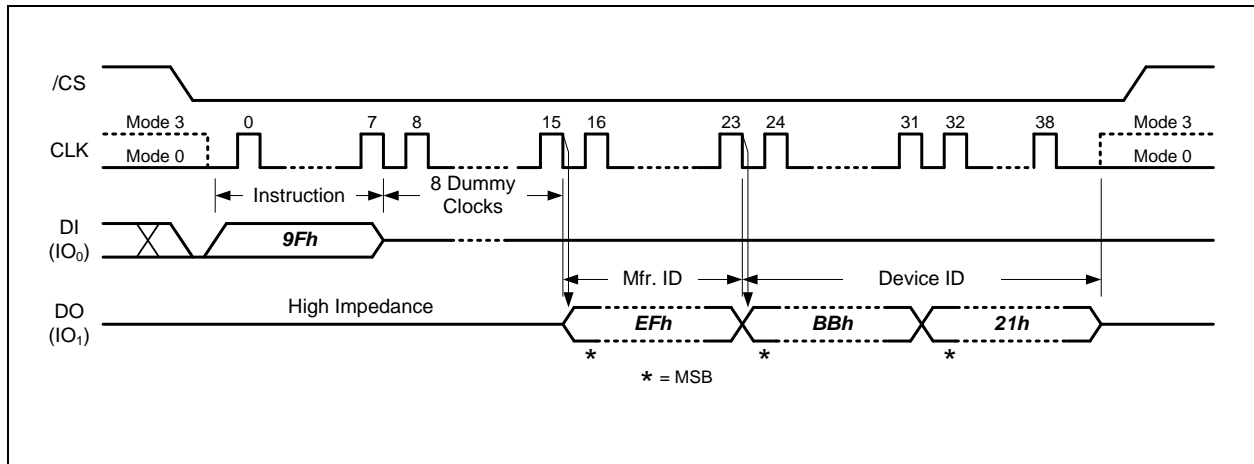 /CS
Mode 3 0 7 8 15 16 23 24 31 32 38 Mode 3
CLK
Mode 0 Mode 0
Instruction 8 Dummy
Clocks
DI
(IO0)
9Fh
Mfr. ID Device ID
High Impedance
DO
(IO1)
EFh BBh 21h
* * *
* = MSB